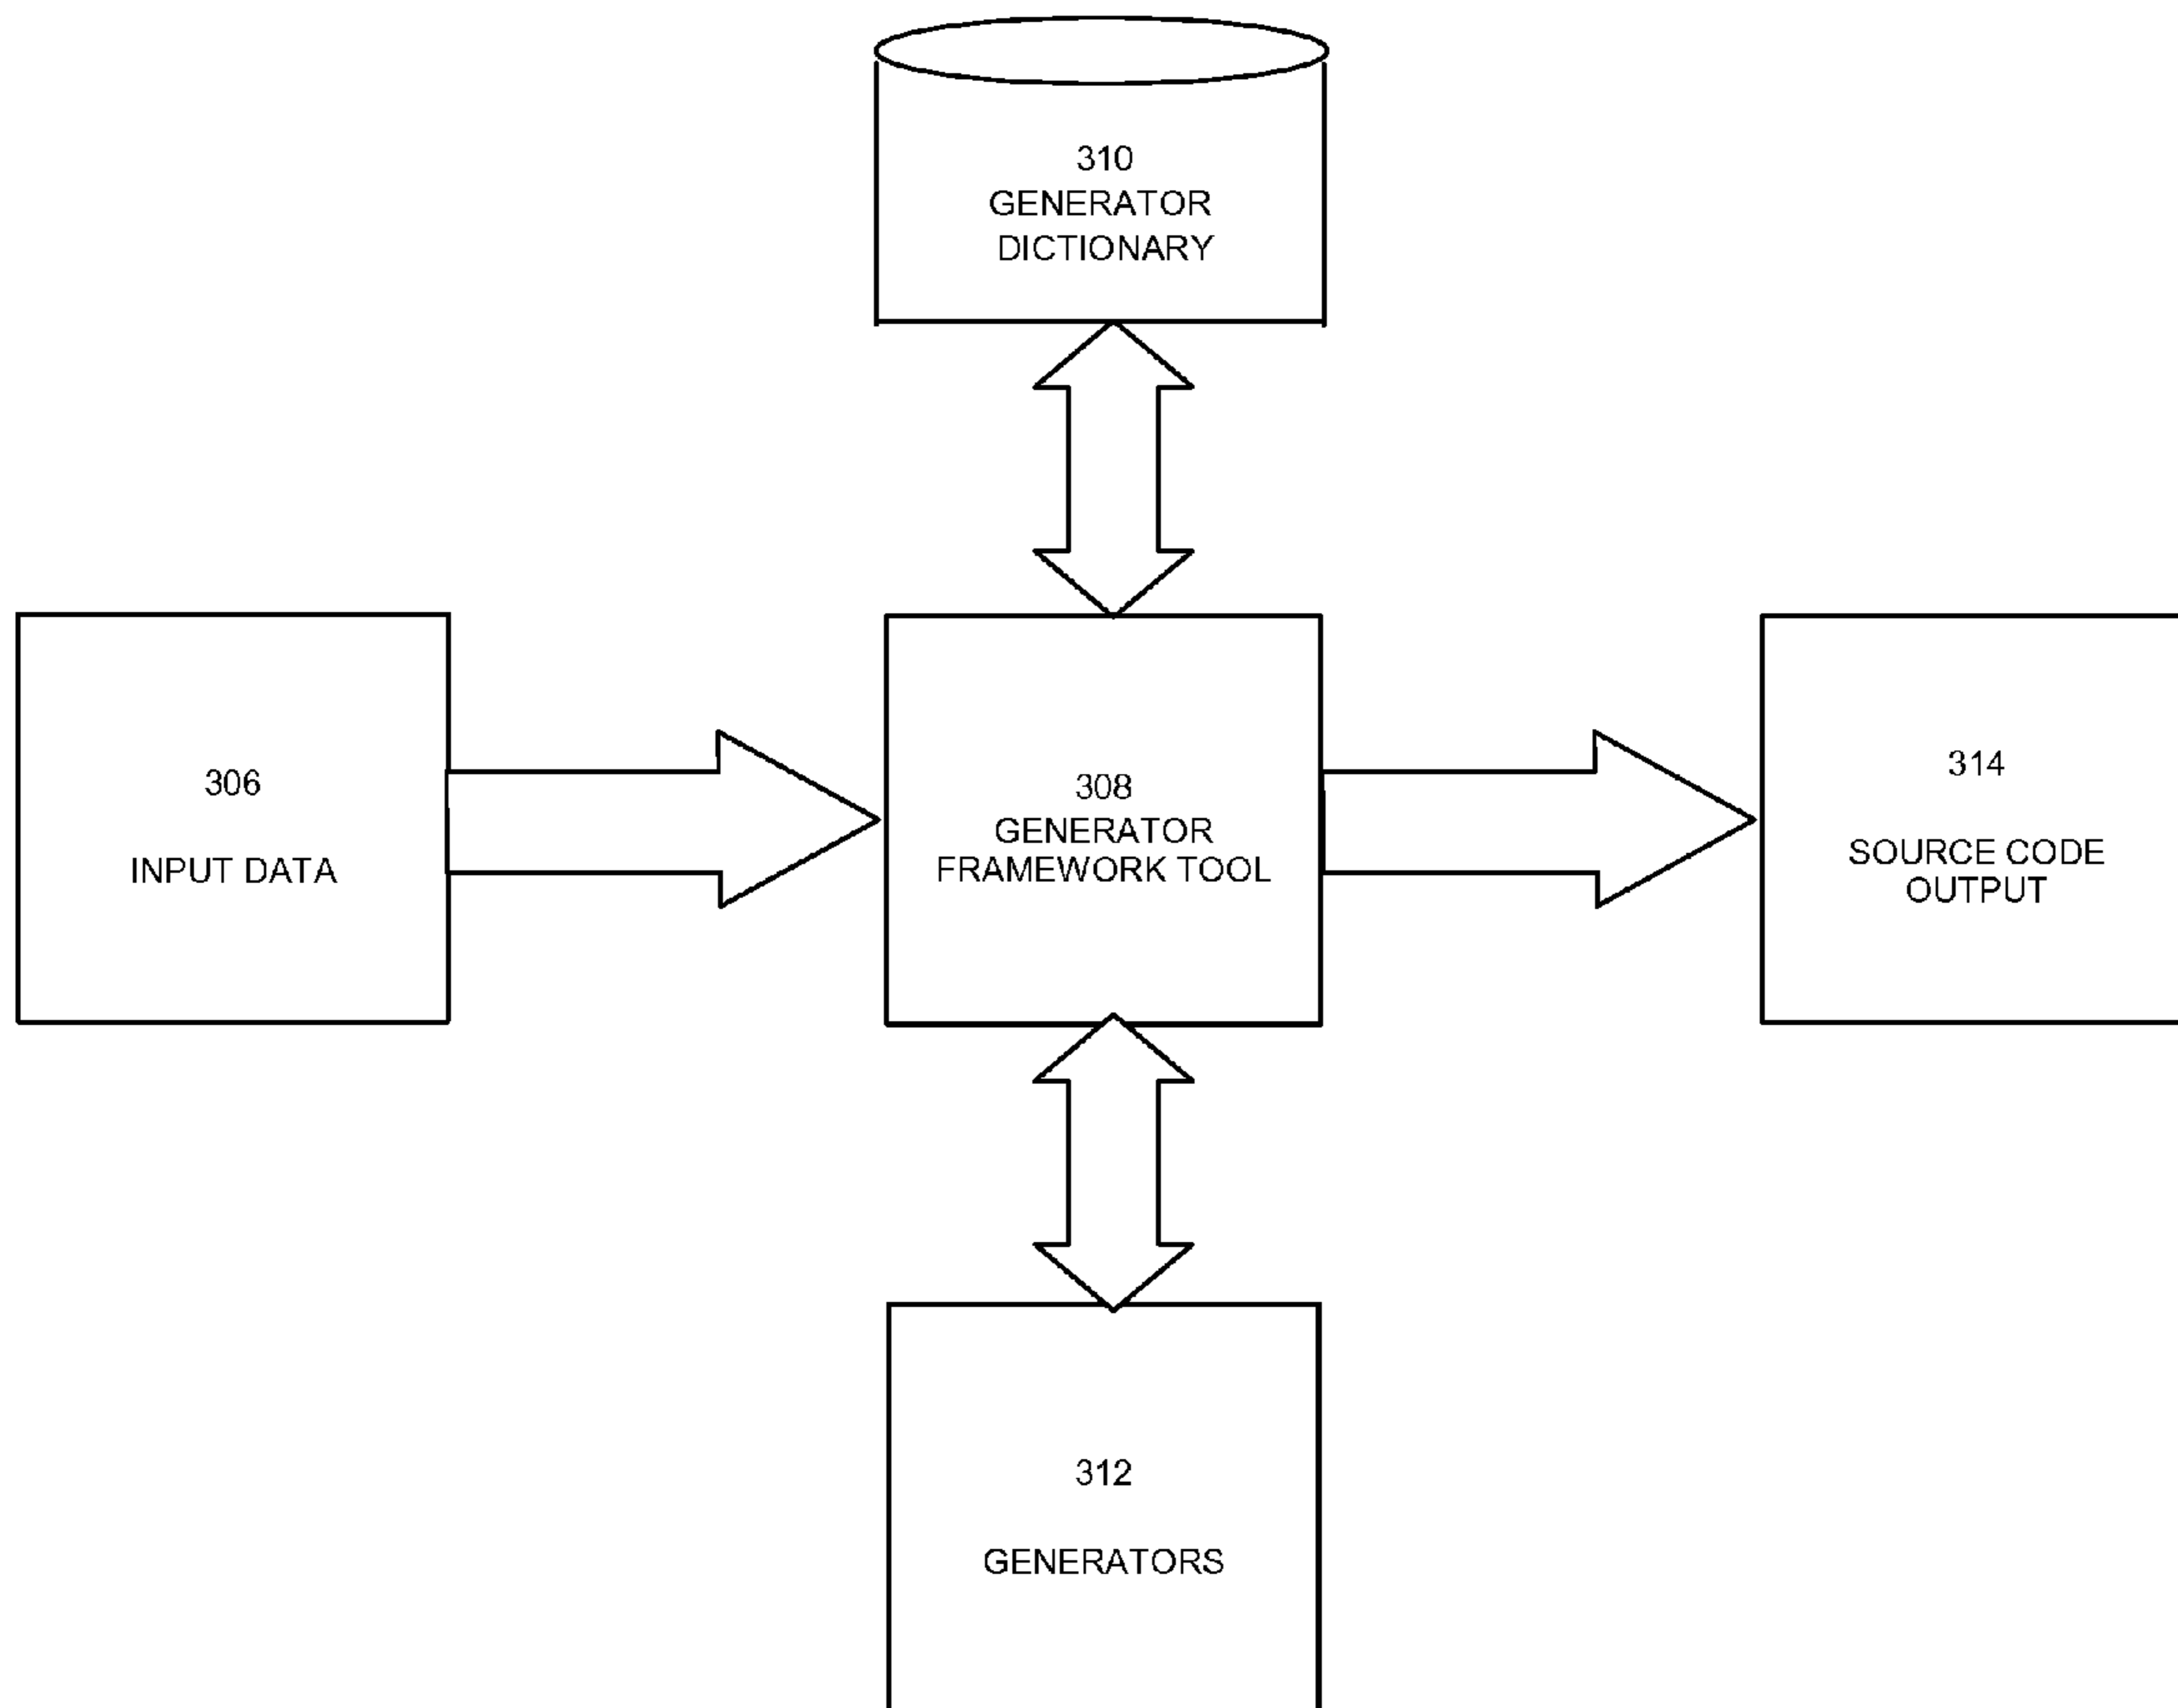 310
GENERATOR
DICTIONARY
306
INPUT DATA
308
GENERATOR
FRAMEWORK TOOL
314
SOURCE CODE
OUTPUT
312
GENERATORS